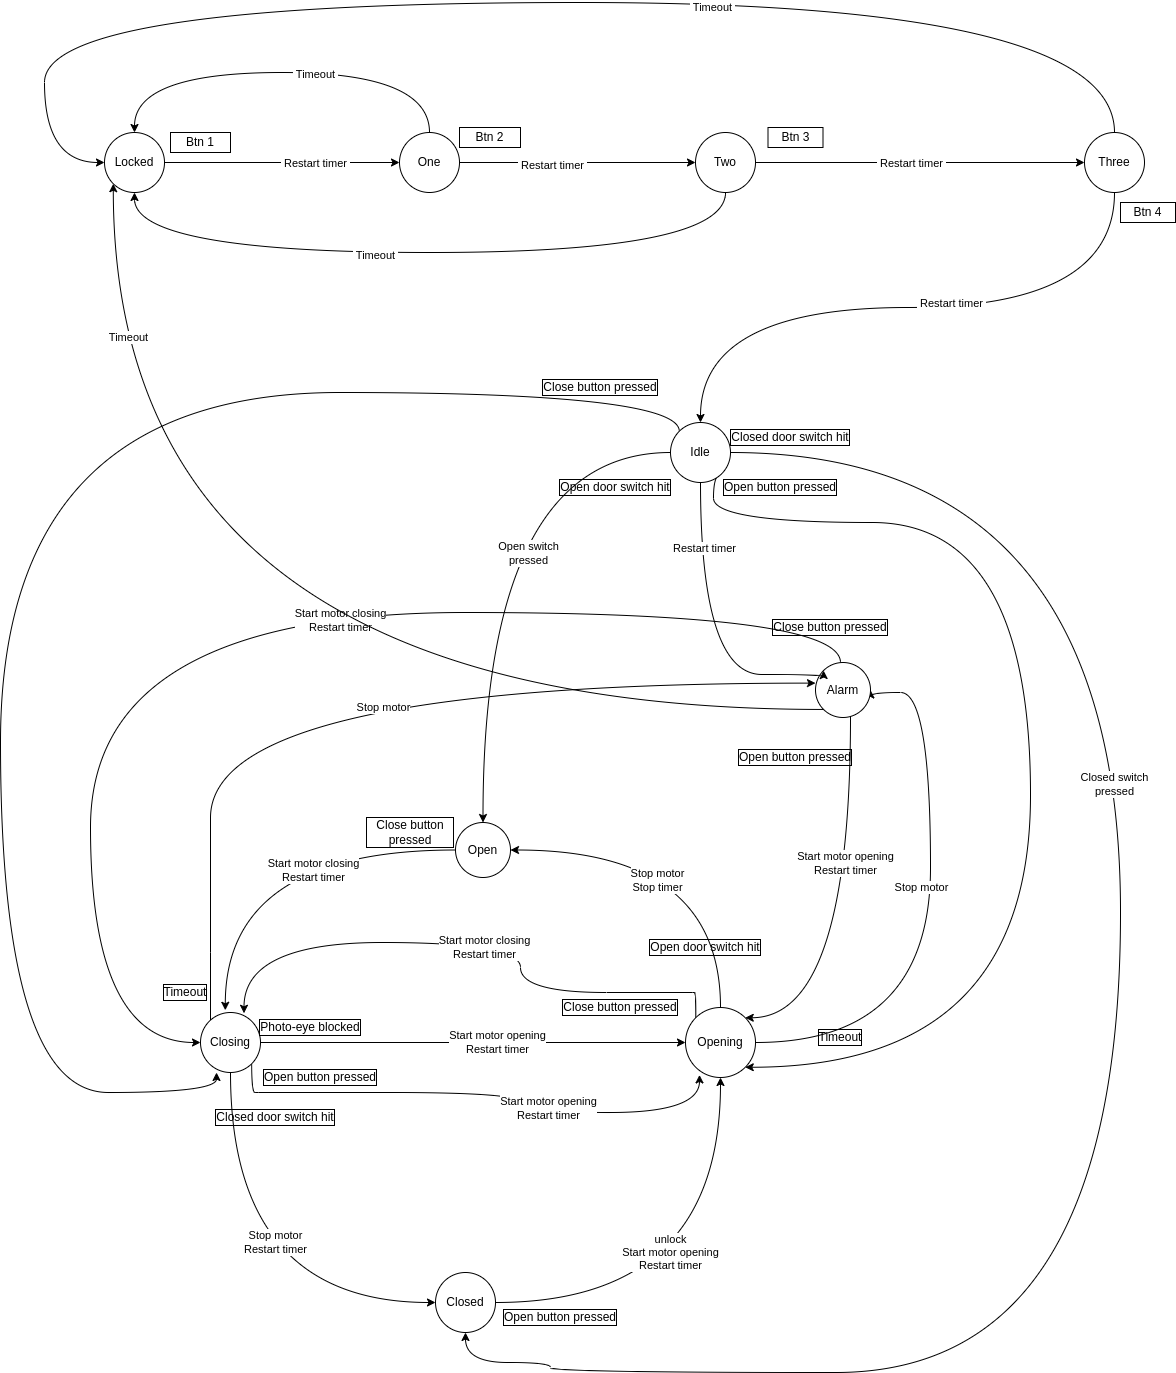 Timeout
Timeout
Locked
Btn 1
Restart timer
One
Btn 2
Restart timer
Two
Btn 3
Restart timer
Three
Btn 4
Timeout
Restart timer
Timeout
Close button pressed
Idle
Closed door switch hit
Open door switch hit
Open button pressed
Open switch
pressed
Restart timer
Start motor closing
Restart timer
Close button pressed
Alarm
Stop motor
Open button pressed
Closed switch
pressed
Close button
pressed
Open
Start motor closing
Restart timer
Stop motor
Stop timer
Start motor opening
Restart timer
Stop motor
Start motor closing
Restart timer
Open door switch hit
Timeout
Close button pressed
Closing
Photo-eye blocked
Start motor opening
Restart timer
Opening
Timeout
Open button pressed
Start motor opening
Restart timer
Closed door switch hit
Stop motor
Restart timer
unlock
Start motor opening
Restart timer
Closed
Open button pressed